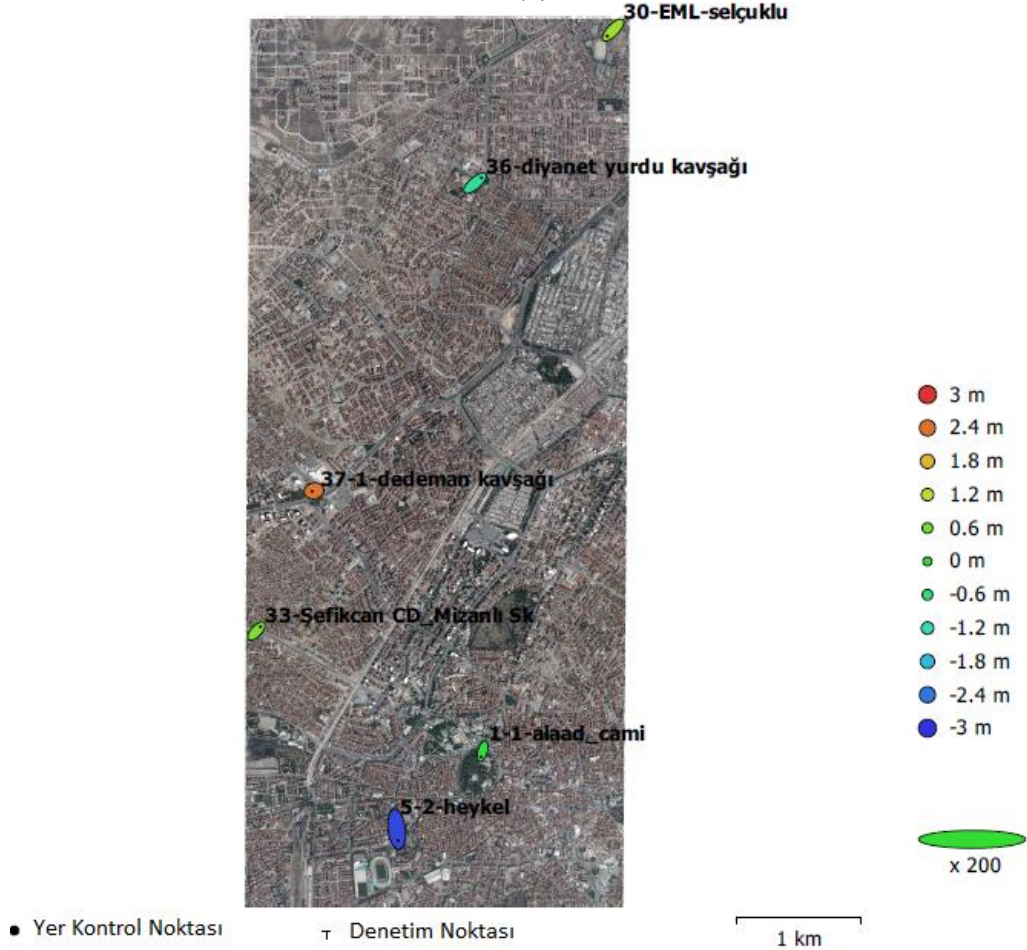 30-EML-selçuklu
36-diyanet yurdu kavşağı
37-1-dedeman kavşağı
33-Şefikcan CD_Mizanlı Sk
1-1-alaad_cami
5-2-heykel
3 m
2.4 m
1.8 m
1.2 m
0.6 m
0 m
-0.6 m
-1.2 m
-1.8 m
-2.4 m
-3 m
x 200
Yer Kontrol Noktası
Denetim Noktası
1 km